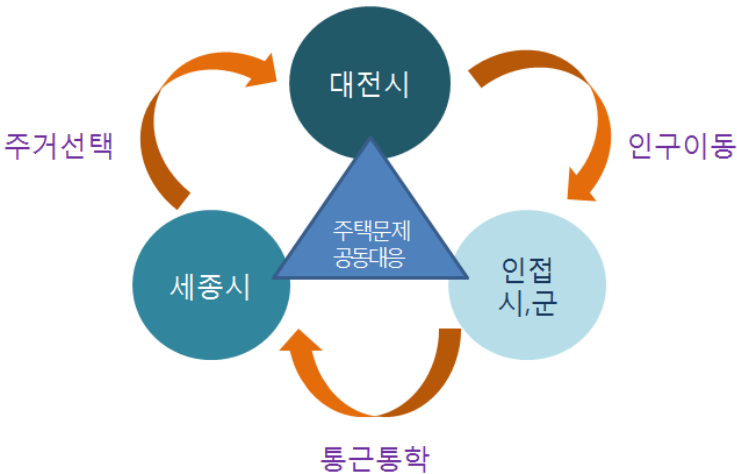 대전시
주거선택
인구이동
주택문제
공동대응
세종시
인접
시,군
통근통학